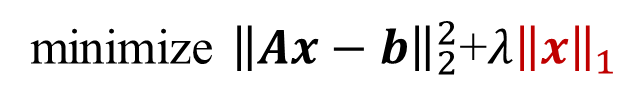 minimize ‖Ax − b‖₂²+λ‖x‖₁